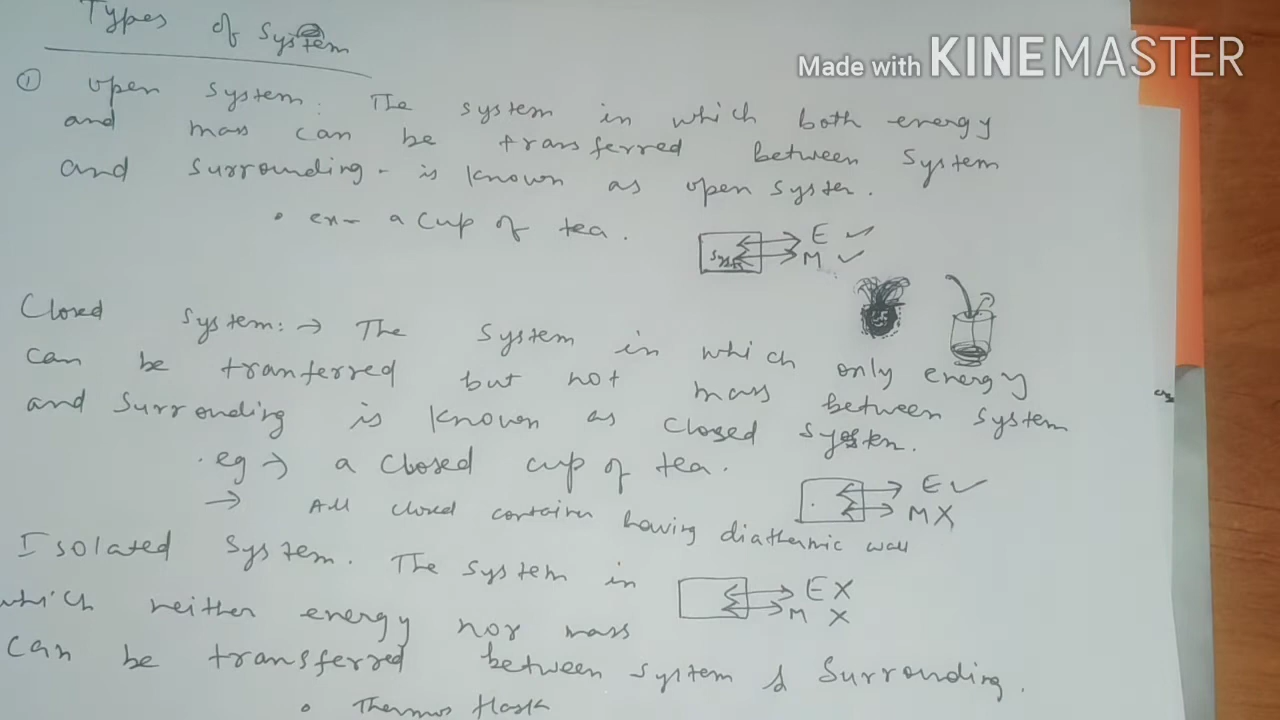 Types of System
Made with KINEMASTER
① open system: The system in which both energy
and mass can be transferred between system
and surrounding - is known as open system.
• ex- a cup of tea.
E ✓
M ✓
Closed system: → The system in which only energy
can be tranferred but not mass between system
and surrounding is known as closed system.
• eg → a closed cup of tea.
E ✓
M X
→ All closed container having diathermic wall
Isolated system. The system in
E X
M X
which neither energy nor mass
can be transferred between system & surrounding.
• Thermos flask